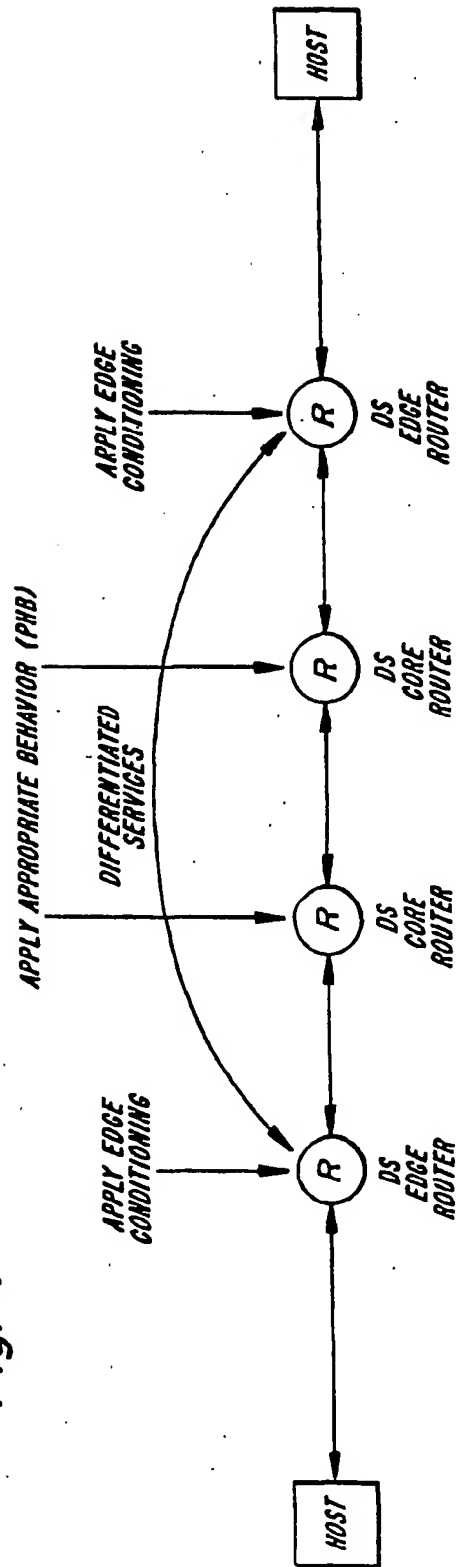 APPLY APPROPRIATE BEHAVIOR (PHB)
APPLY EDGE
CONDITIONING
APPLY EDGE
CONDITIONING
DIFFERENTIATED
SERVICES
HOST
R
R
R
R
HOST
DS
EDGE
ROUTER
DS
CORE
ROUTER
DS
CORE
ROUTER
DS
EDGE
ROUTER